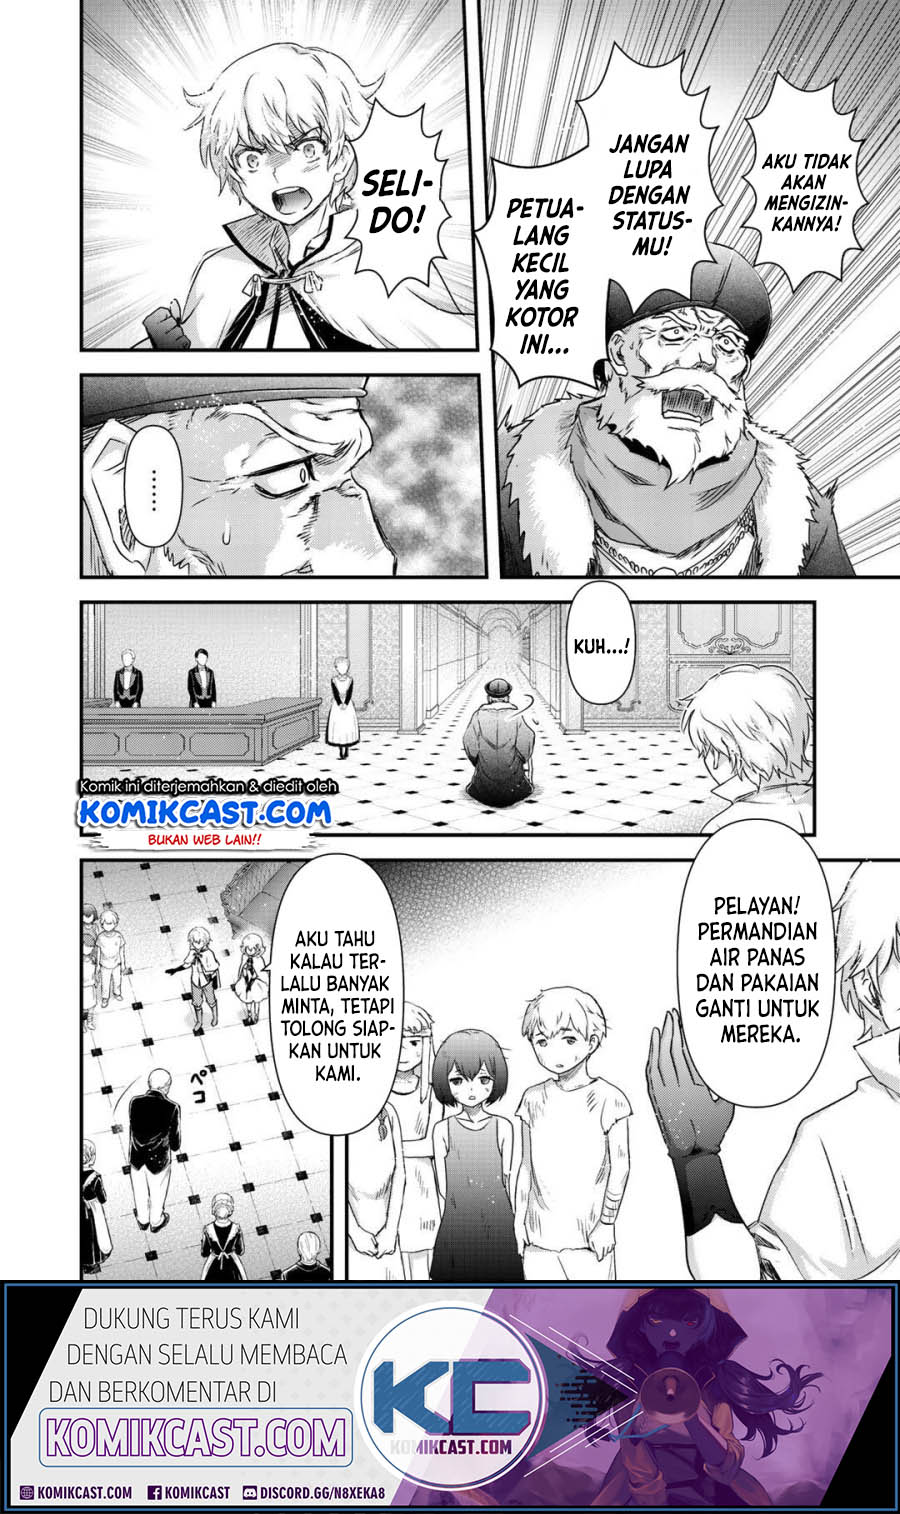 AKU TIDAK
AKAN
MENGIZIN-
KANNYA!
JANGAN
LUPA
DENGAN
STATUS-
MU!
PETUA-
LANG
KECIL
YANG
KOTOR
INI...
SELI-
DO!
......
KUH...!
Komik ini diterjemahkan & diedit oleh
KOMIKCAST.COM
BUKAN WEB LAIN!!
PELAYAN!
PERMANDIAN
AIR PANAS
DAN PAKAIAN
GANTI UNTUK
MEREKA.
AKU TAHU
KALAU TER-
LALU BANYAK
MINTA, TETAPI
TOLONG SIAP-
KAN UNTUK
KAMI.
ペコ
DUKUNG TERUS KAMI
DENGAN SELALU MEMBACA
DAN BERKOMENTAR DI
KOMIKCAST.COM
KC
KOMIKCAST.COM
KOMIKCAST.COM
KOMIKCAST
DISCORD.GG/N8XEKA8